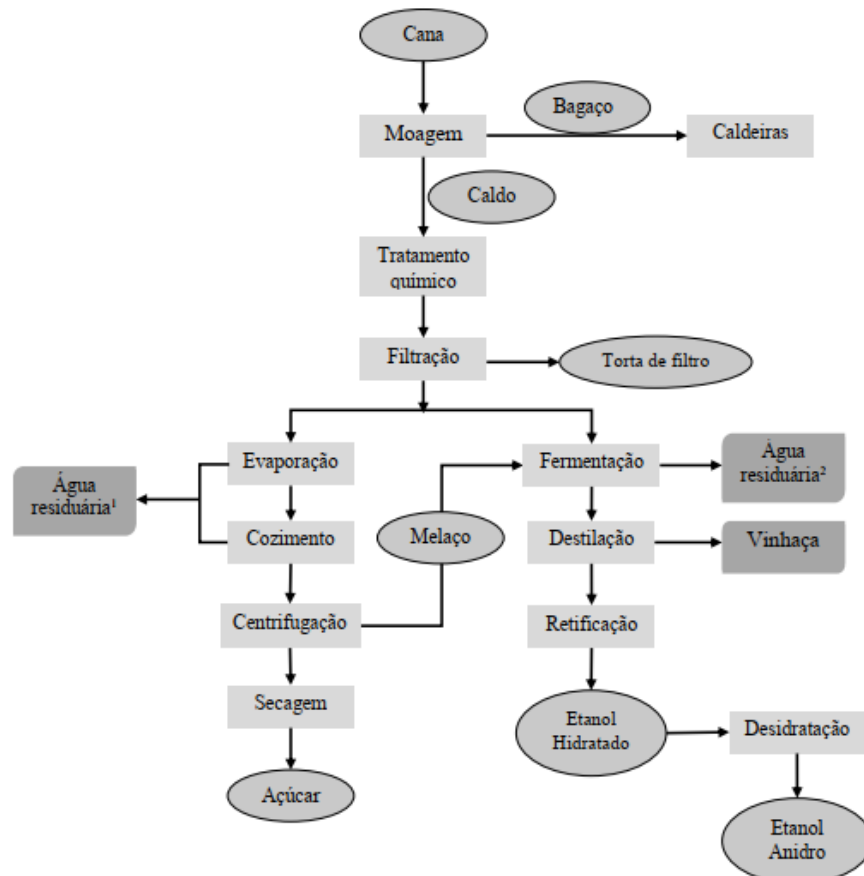 Cana
Bagaço
Moagem
Caldeiras
Caldo
Tratamento
químico
Filtração
Torta de filtro
Evaporação
Fermentação
Água
residuária²
Água
residuária¹
Cozimento
Melaço
Destilação
Vinhaça
Centrifugação
Retificação
Secagem
Etanol
Hidratado
Desidratação
Açúcar
Etanol
Anidro